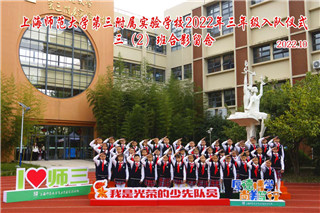 上海师范大学第三附属实验学校2022年三年级入队仪式
三（2）班合影留念
2022.10
I ❤ 师三
我是光荣的少先队员